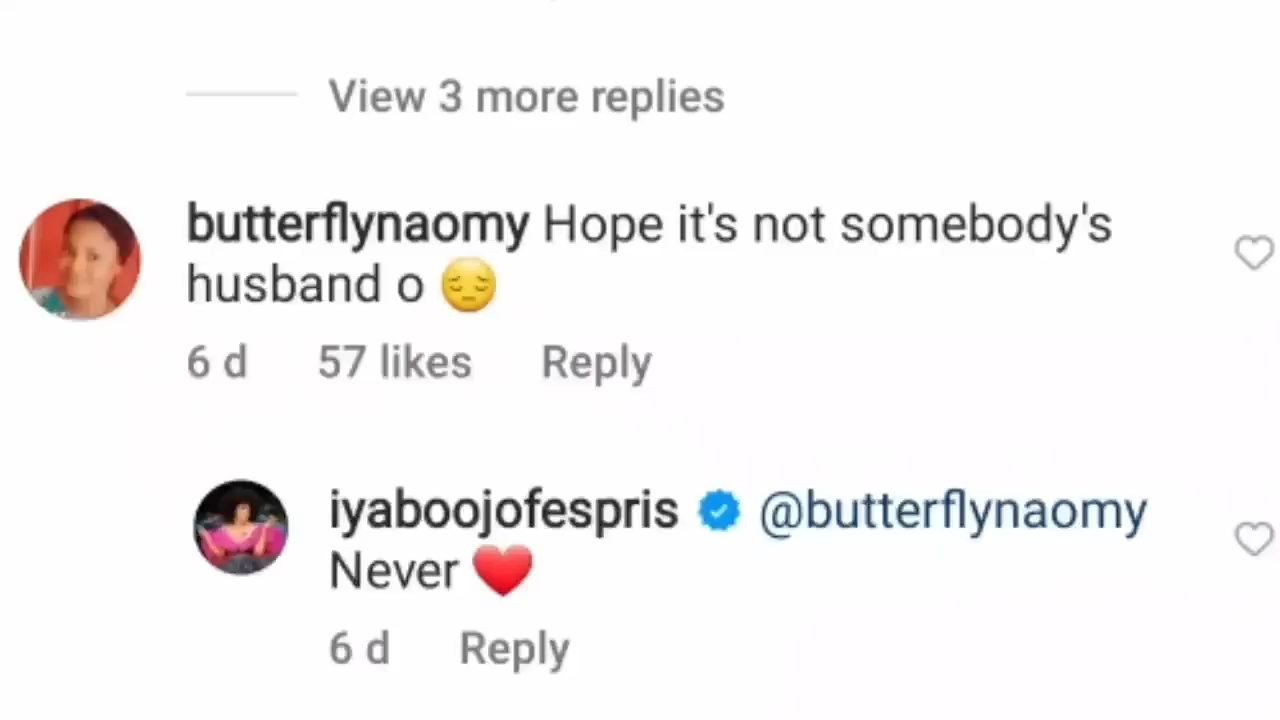 View 3 more replies
butterflynaomy Hope it's not somebody's
husband o 😔
6 d 57 likes Reply
iyaboojofespris @butterflynaomy
Never ❤️
6 d Reply